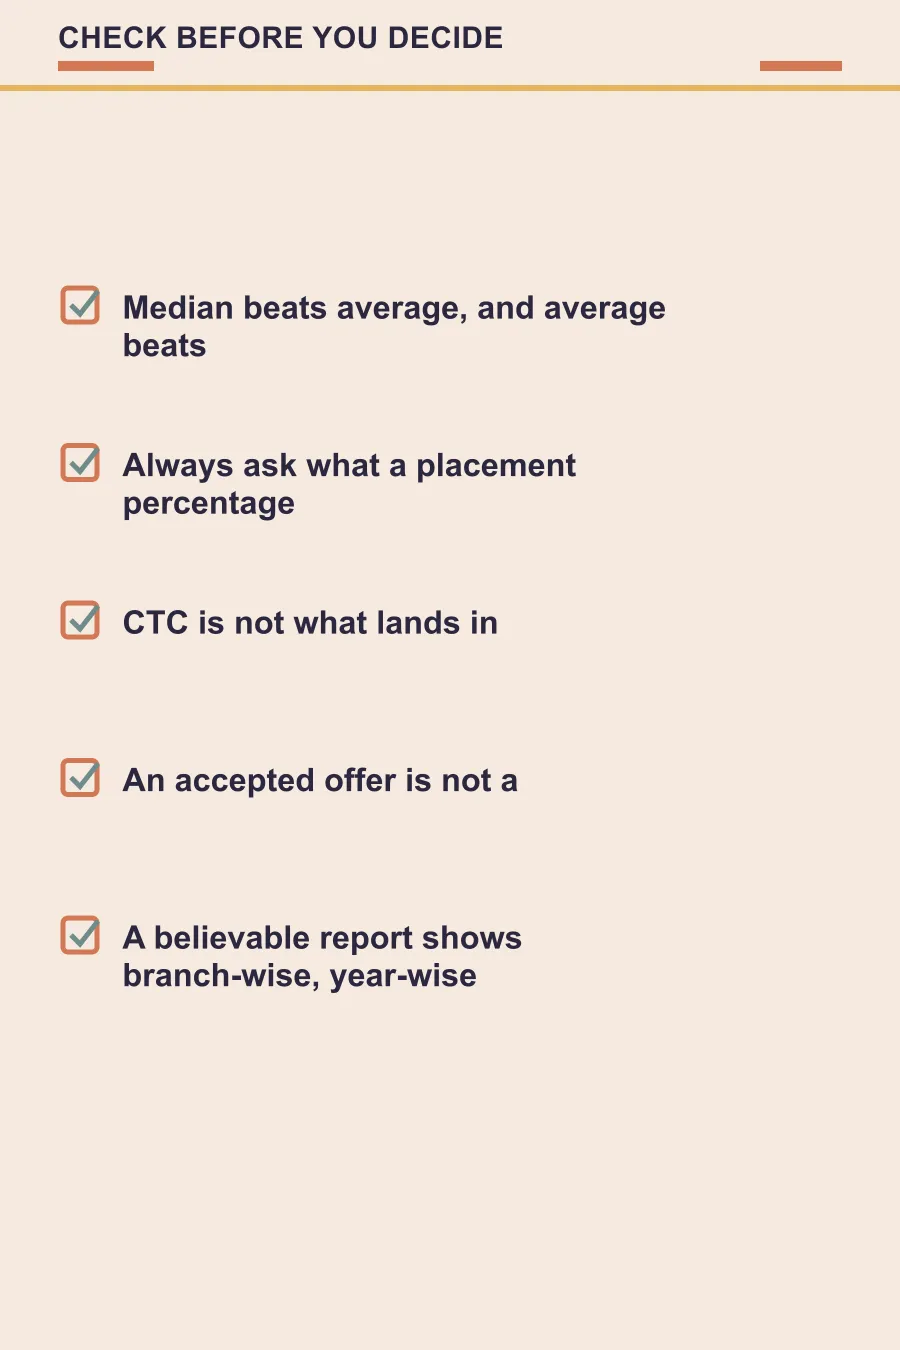 CHECK BEFORE YOU DECIDE
Median beats average, and average
beats
Always ask what a placement
percentage
CTC is not what lands in
An accepted offer is not a
A believable report shows
branch-wise, year-wise